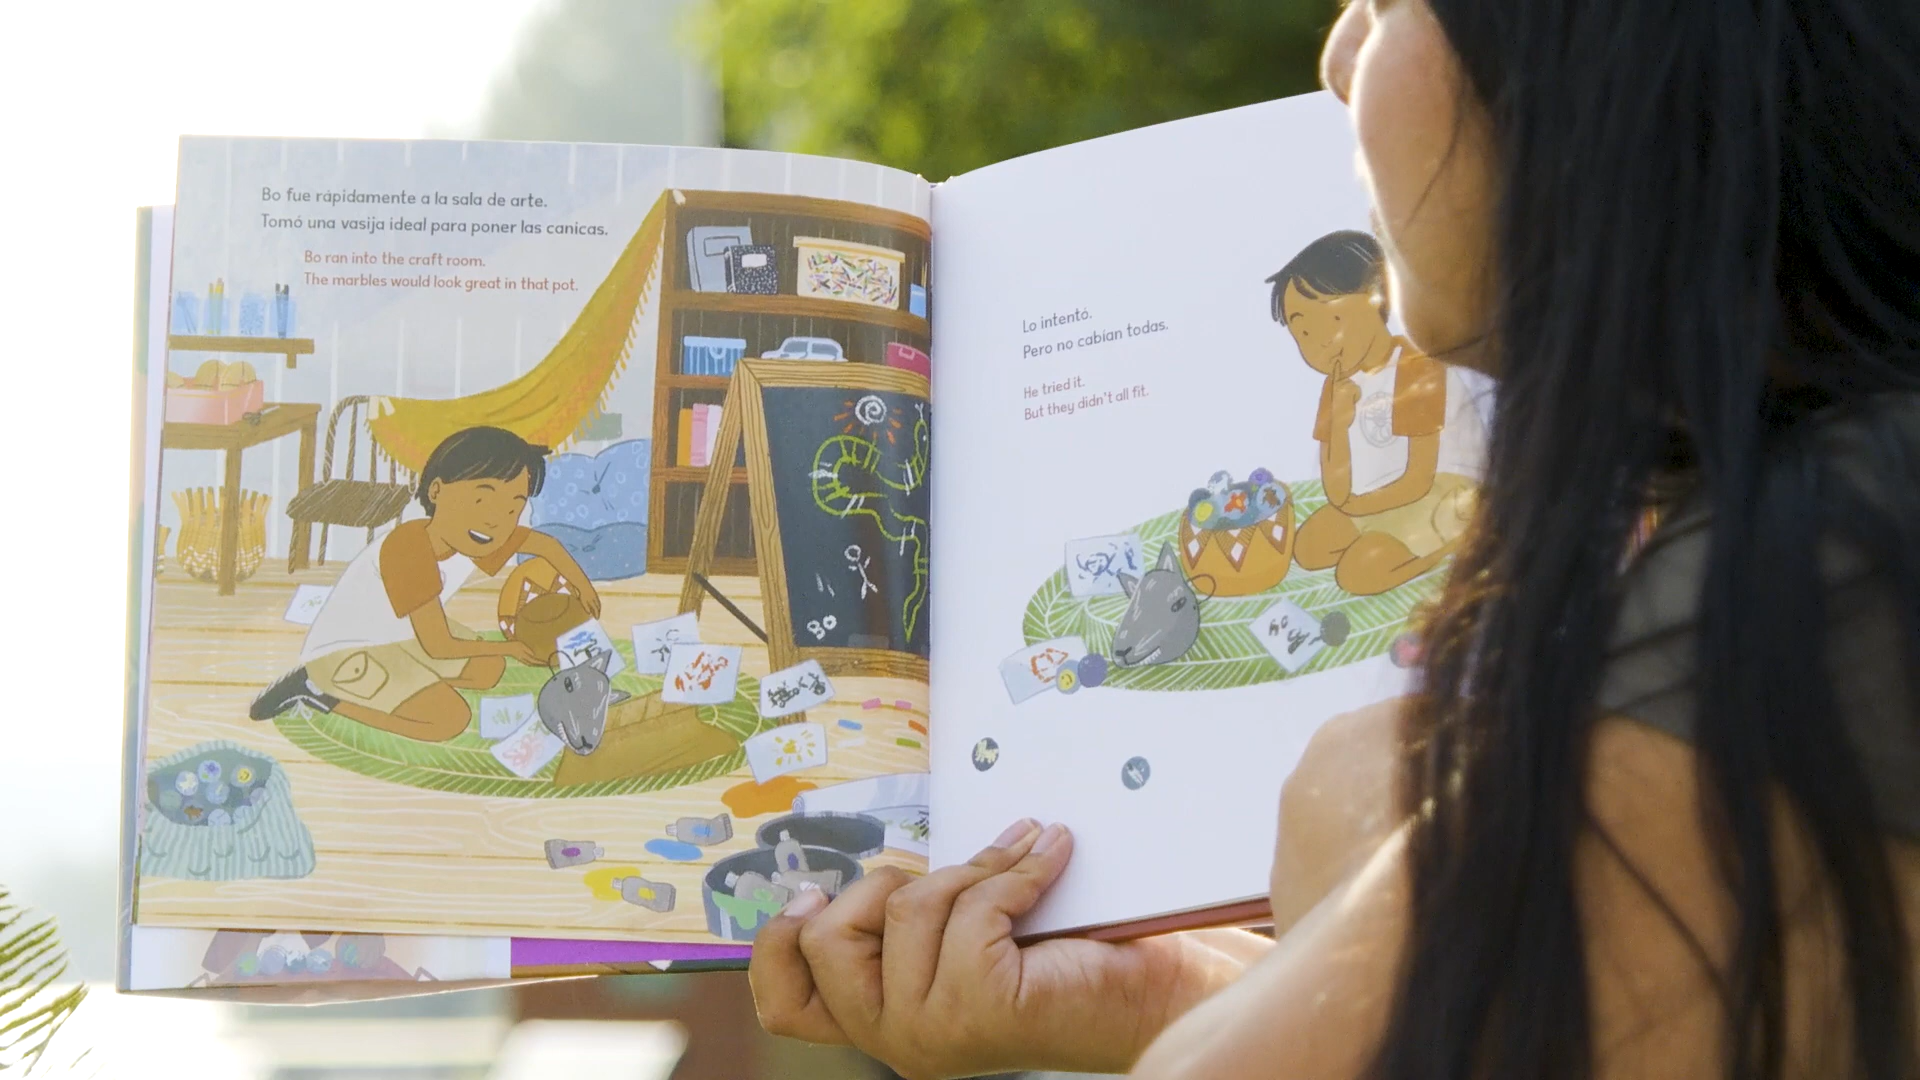 Bo fue rápidamente a la sala de arte.
Tomó una vasija ideal para poner las canicas.
Bo ran into the craft room.
The marbles would look great in that pot.
Bo
Lo intentó.
Pero no cabían todas.
He tried it.
But they didn't all fit.